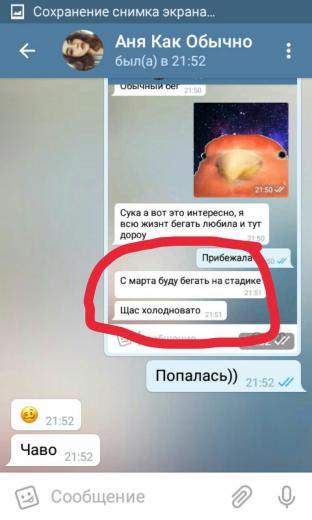 Сохранение снимка экрана...
Аня Как Обычно
был(а) в 21:52
Обычный бег 21:50
21:50
Сука а вот это интересно, я
всю жизнт бегать любила и тут
дороу 21:50
Прибежала
С марта буду бегать на стадике
21:51
Щас холодновато 21:51
Сообщение
Попалась)) 21:52
21:52
Чаво 21:52
Сообщение